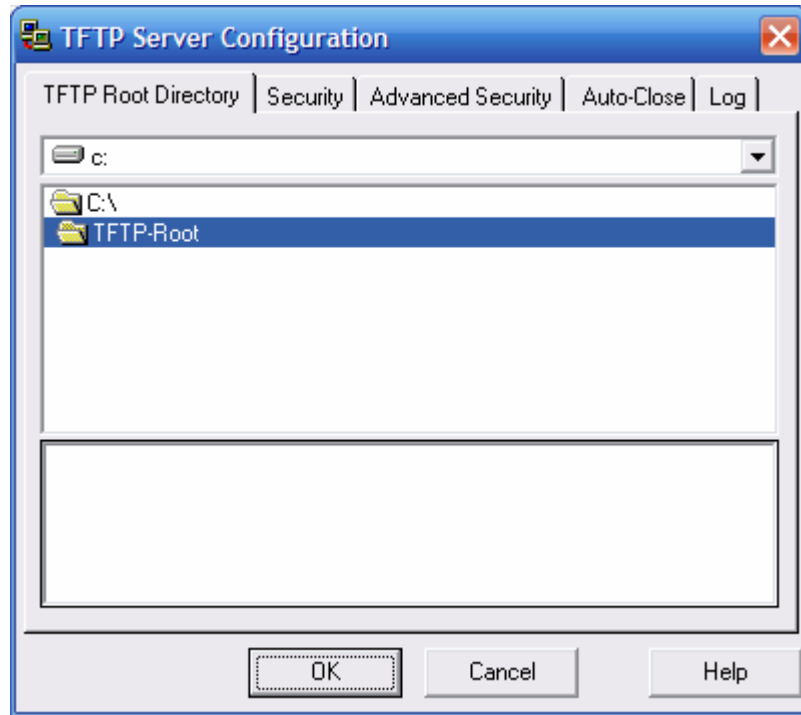 TFTP Server Configuration
TFTP Root Directory Security Advanced Security Auto-Close Log
c:
C:\
TFTP-Root
OK Cancel Help